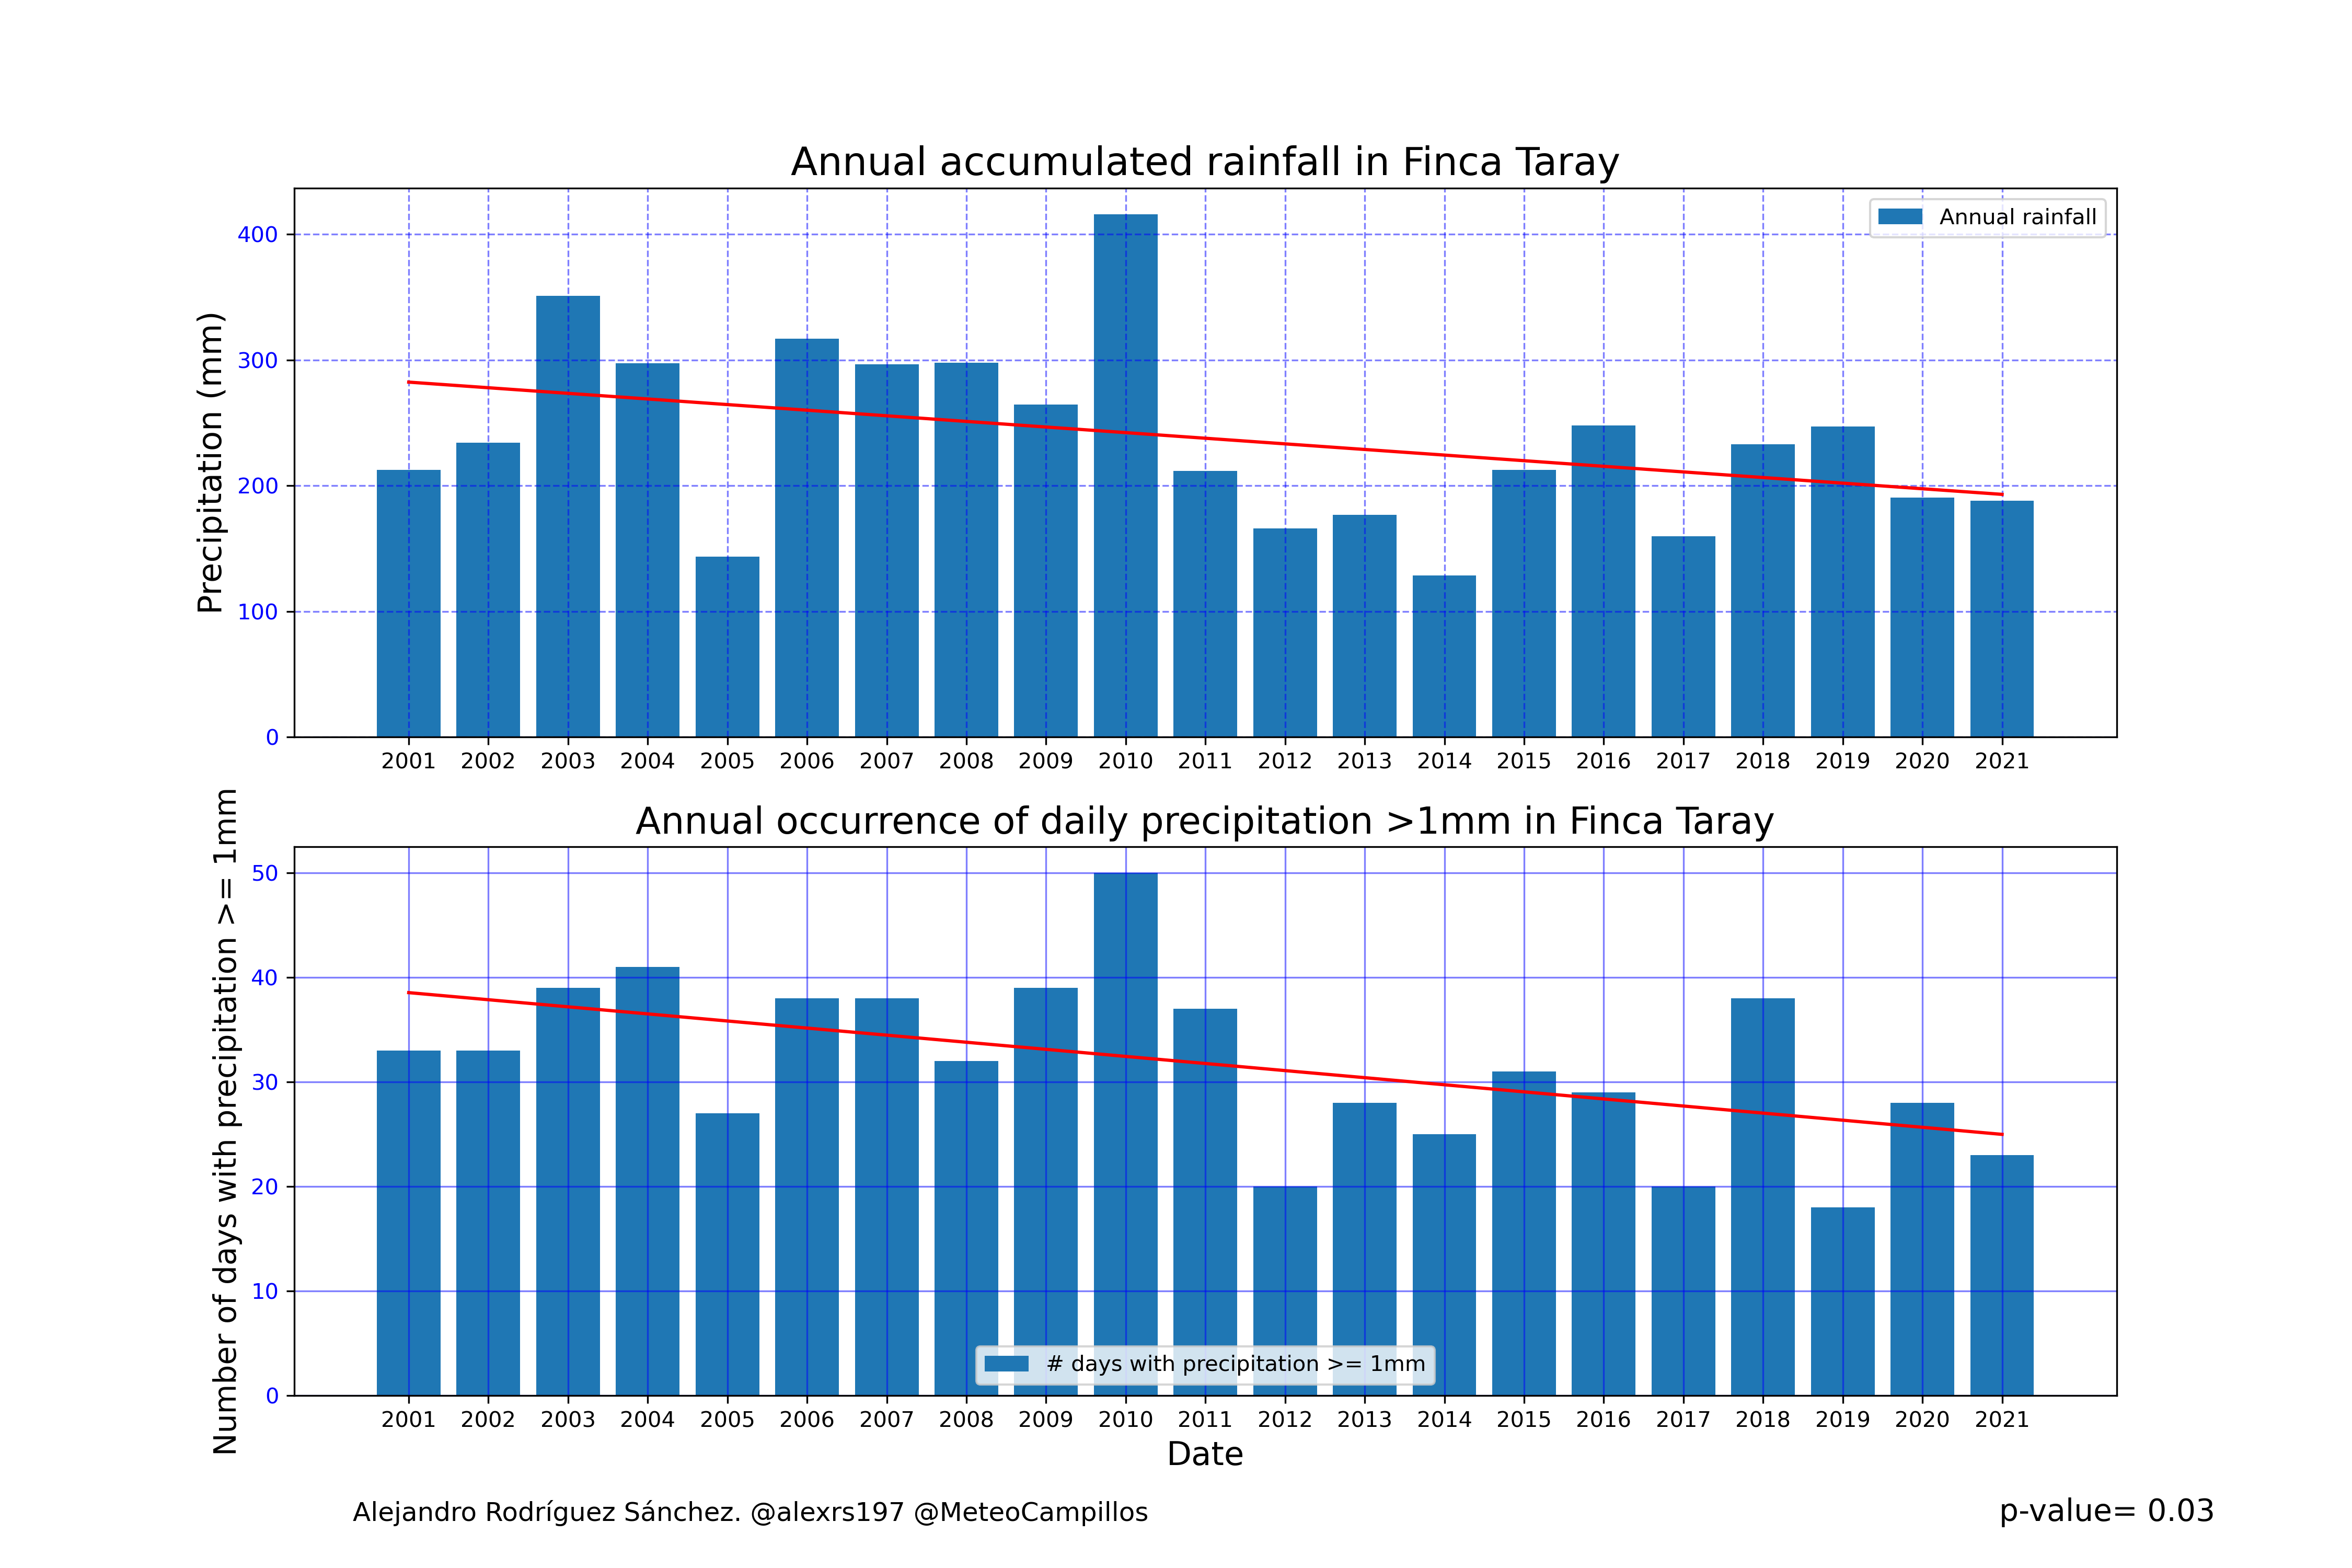 Annual accumulated rainfall in Finca Taray
Annual rainfall
Precipitation (mm)
400
300
200
100
0
2001 2002 2003 2004 2005 2006 2007 2008 2009 2010 2011 2012 2013 2014 2015 2016 2017 2018 2019 2020 2021
Annual occurrence of daily precipitation >1mm in Finca Taray
Number of days with precipitation >= 1mm
50
40
30
20
10
0
# days with precipitation >= 1mm
2001 2002 2003 2004 2005 2006 2007 2008 2009 2010 2011 2012 2013 2014 2015 2016 2017 2018 2019 2020 2021
Date
Alejandro Rodríguez Sánchez. @alexrs197 @MeteoCampillos
p-value= 0.03